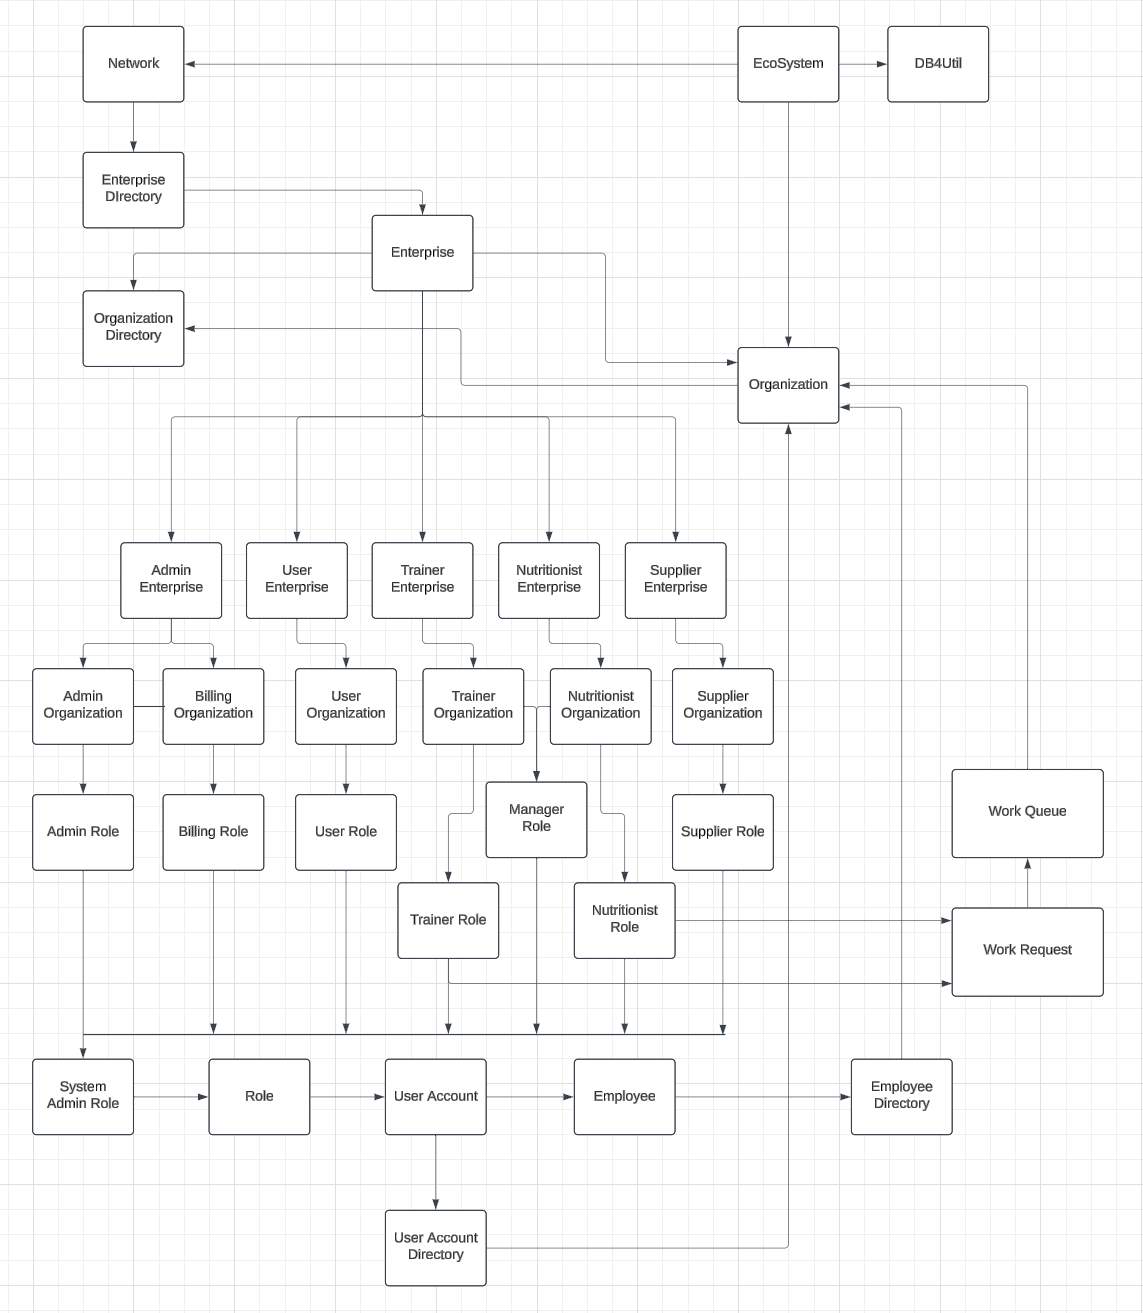 Network
EcoSystem
DB4Util
Enterprise
DIrectory
Enterprise
Organization
Directory
Organization
Admin
Enterprise
User
Enterprise
Trainer
Enterprise
Nutritionist
Enterprise
Supplier
Enterprise
Admin
Organization
Billing
Organization
User
Organization
Trainer
Organization
Nutritionist
Organization
Supplier
Organization
Admin Role
Billing Role
User Role
Manager
Role
Supplier Role
Work Queue
Trainer Role
Nutritionist
Role
Work Request
System
Admin Role
Role
User Account
Employee
Employee
Directory
User Account
Directory